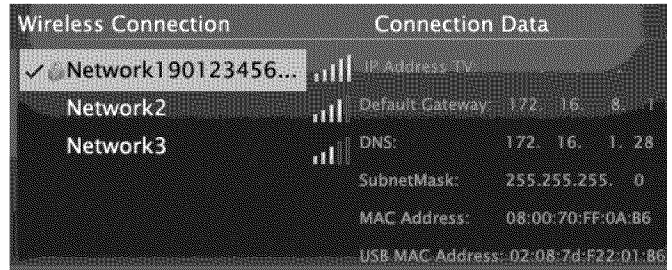 Wireless Connection
Connection Data
✓ Network190123456...
Network2
Network3
IP Address TV:
Default Gateway: 172. 16. 8. 1
DNS: 172. 16. 1. 28
SubnetMask: 255.255.255. 0
MAC Address: 08:00:70:FF:0A:B6
USB MAC Address: 02:08:7d:F22:01:86